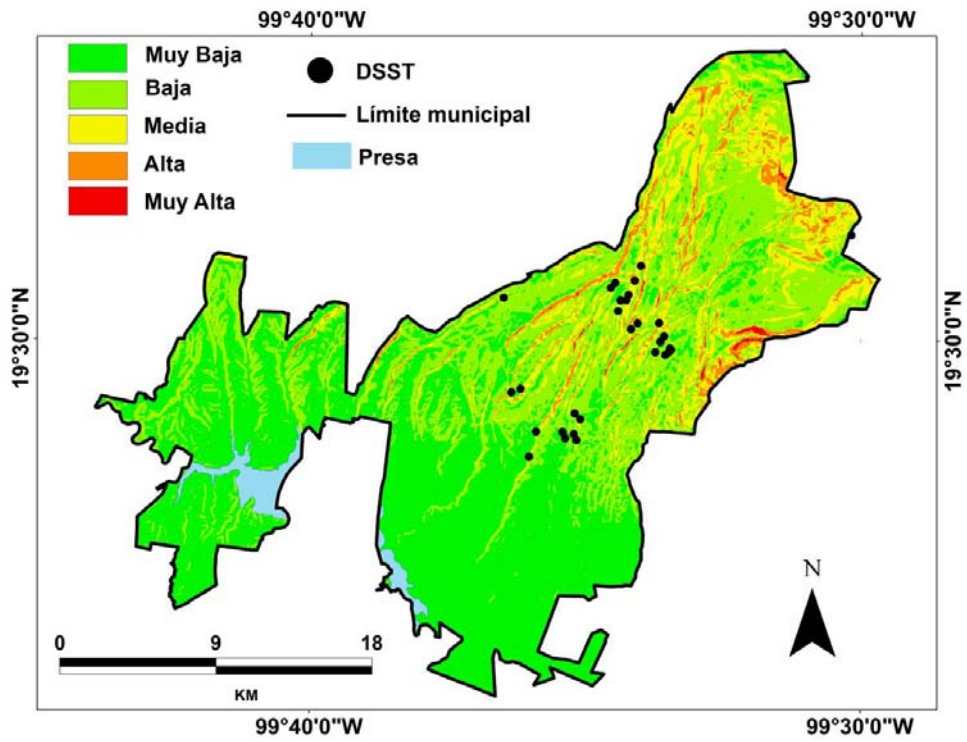 99°40'0"W
99°30'0"W
Muy Baja
Baja
Media
Alta
Muy Alta
DSST
Límite municipal
Presa
19°30'0"N
19°30'0"N
N
0
9
18
KM
99°40'0"W
99°30'0"W